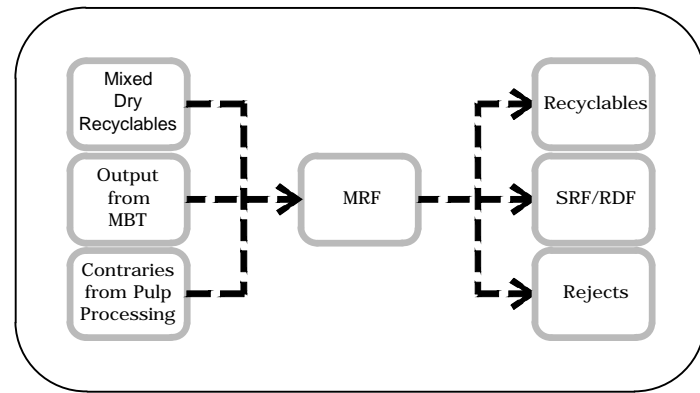 Mixed
Dry
Recyclables
Output
from
MBT
Contraries
from Pulp
Processing
MRF
Recyclables
SRF/RDF
Rejects